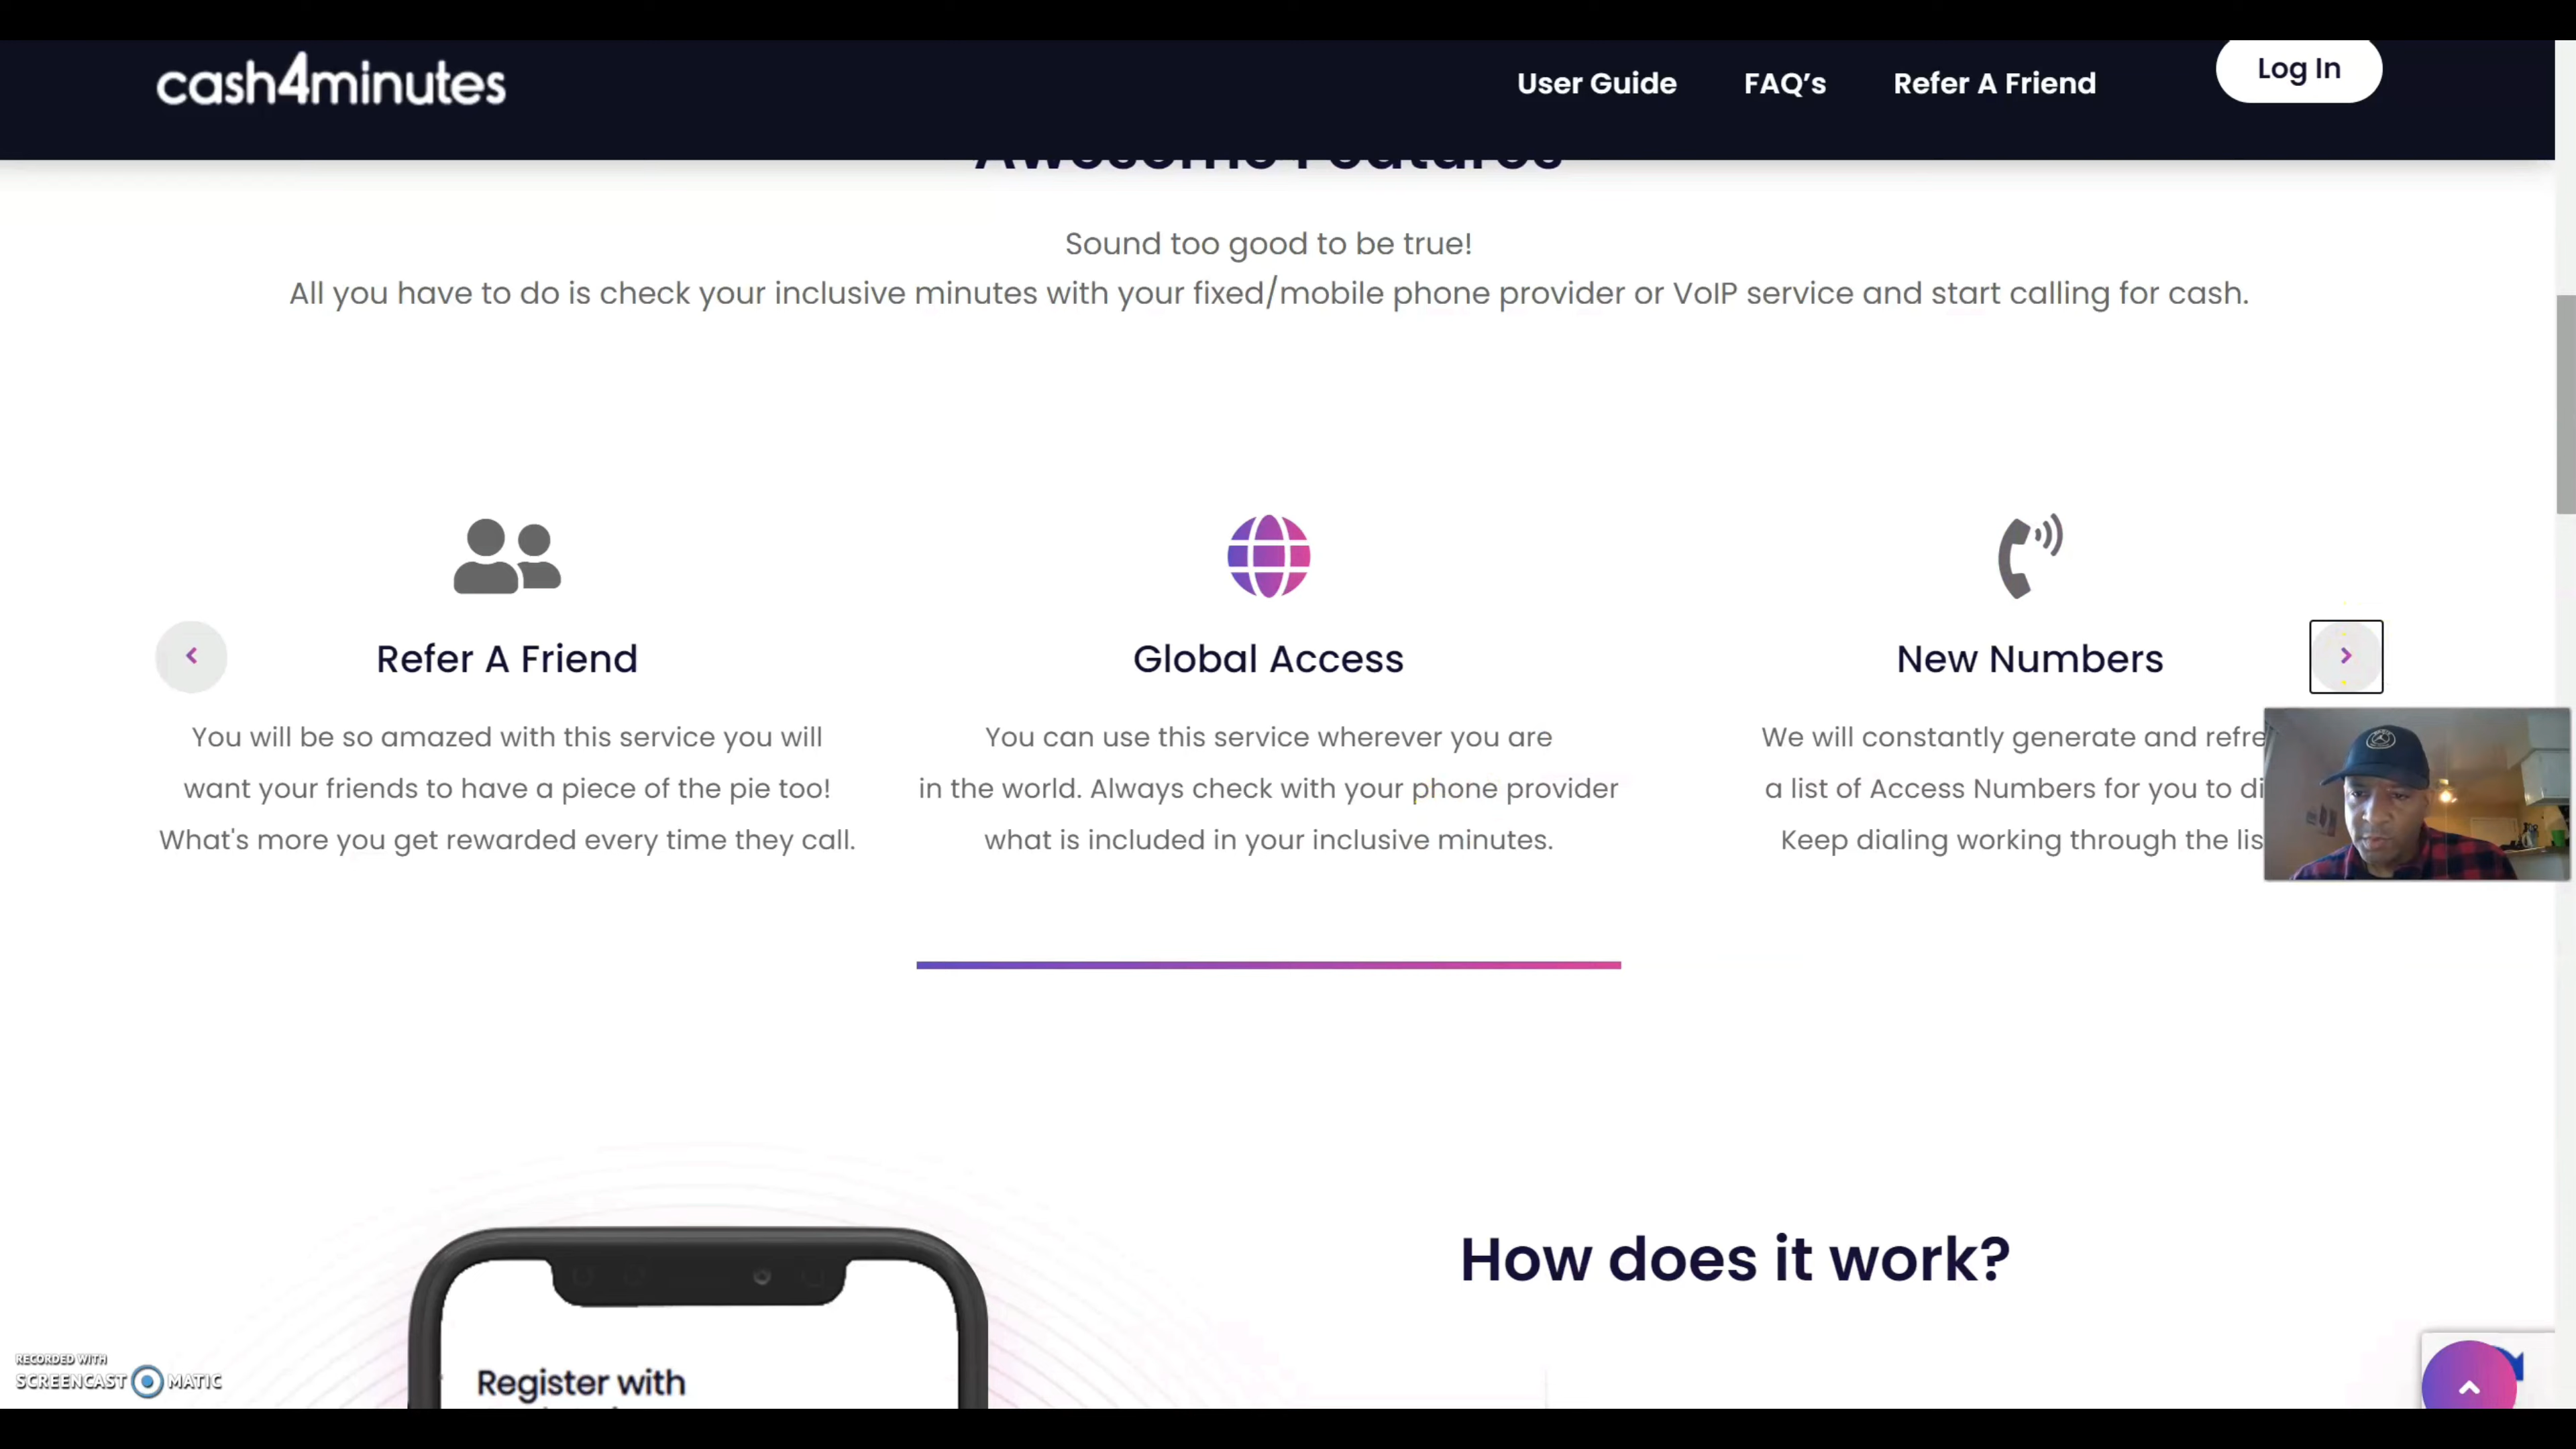 cash4minutes
User Guide
FAQ's
Refer A Friend
Log In
Awesome Features
Sound too good to be true!
All you have to do is check your inclusive minutes with your fixed/mobile phone provider or VoIP service and start calling for cash.
Refer A Friend
You will be so amazed with this service you will
want your friends to have a piece of the pie too!
What's more you get rewarded every time they call.
Global Access
You can use this service wherever you are
in the world. Always check with your phone provider
what is included in your inclusive minutes.
New Numbers
We will constantly generate and refre
a list of Access Numbers for you to di
Keep dialing working through the lis
How does it work?
Register with
RECORDED WITH
SCREENCAST MATIC